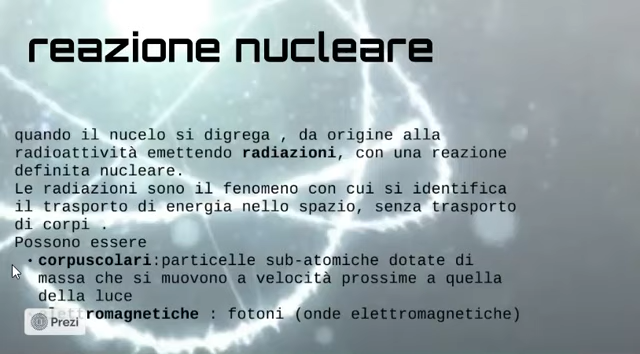 reazione nucleare
quando il nucelo si digrega , da origine alla
radioattività emettendo radiazioni, con una reazione
definita nucleare.
Le radiazioni sono il fenomeno con cui si identifica
il trasporto di energia nello spazio, senza trasporto
di corpi .
Possono essere
• corpuscolari:particelle sub-atomiche dotate di
massa che si muovono a velocità prossime a quella
della luce
elettromagnetiche : fotoni (onde elettromagnetiche)
Prezi